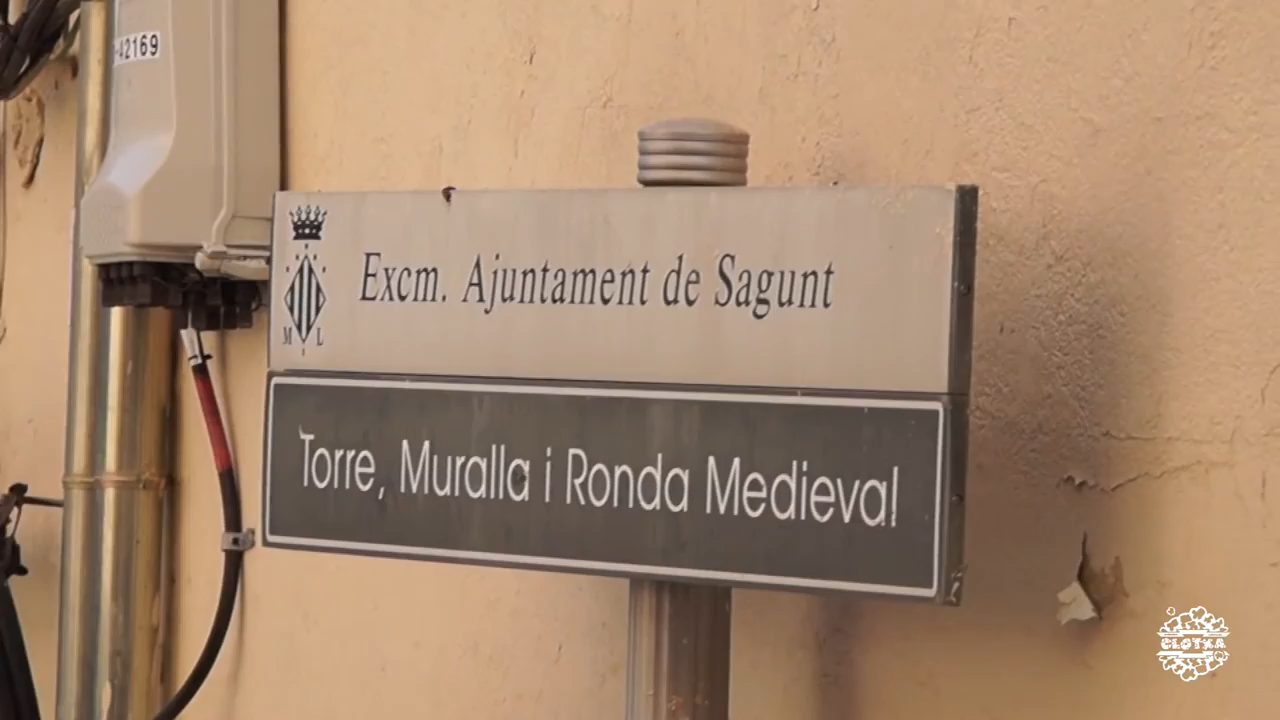 -42169
Excm. Ajuntament de Sagunt
M L
Torre, Muralla i Ronda Medieval
CLOTXA